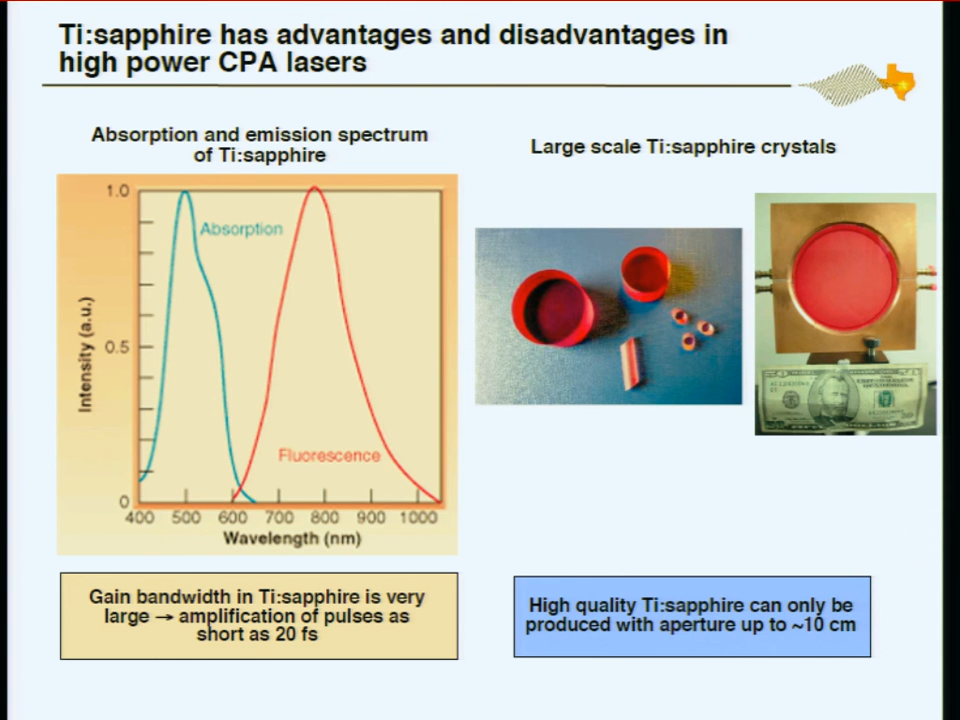 Ti:sapphire has advantages and disadvantages in
high power CPA lasers
Absorption and emission spectrum
of Ti:sapphire
Large scale Ti:sapphire crystals
1.0
Absorption
Intensity (a.u.)
0.5
Fluorescence
0
400 500 600 700 800 900 1000
Wavelength (nm)
Gain bandwidth in Ti:sapphire is very
large → amplification of pulses as
short as 20 fs
High quality Ti:sapphire can only be
produced with aperture up to ~10 cm